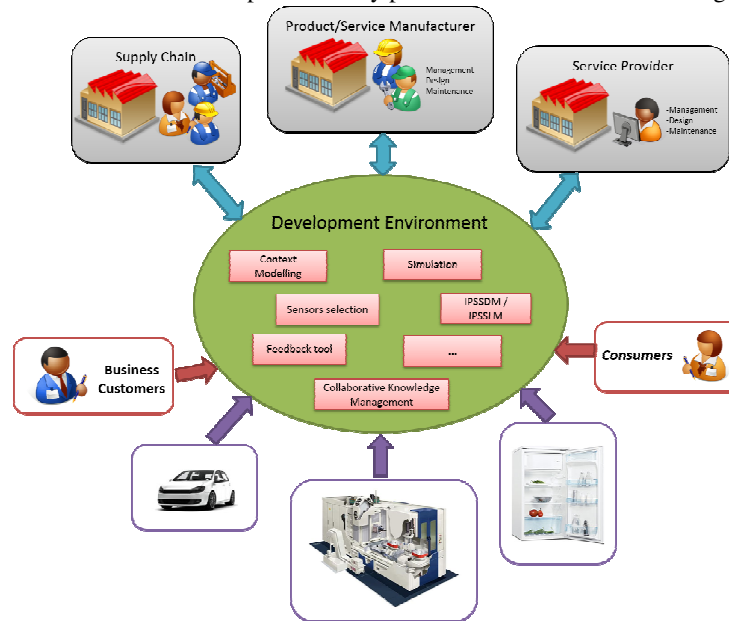 Product/Service Manufacturer
Supply Chain
Management
Design
Maintenance
Service Provider
-Management
-Design
-Maintenance
Development Environment
Context
Modelling
Simulation
Sensors selection
IPSSDM /
IPSSLM
Feedback tool
...
Collaborative Knowledge
Management
Business
Customers
Consumers